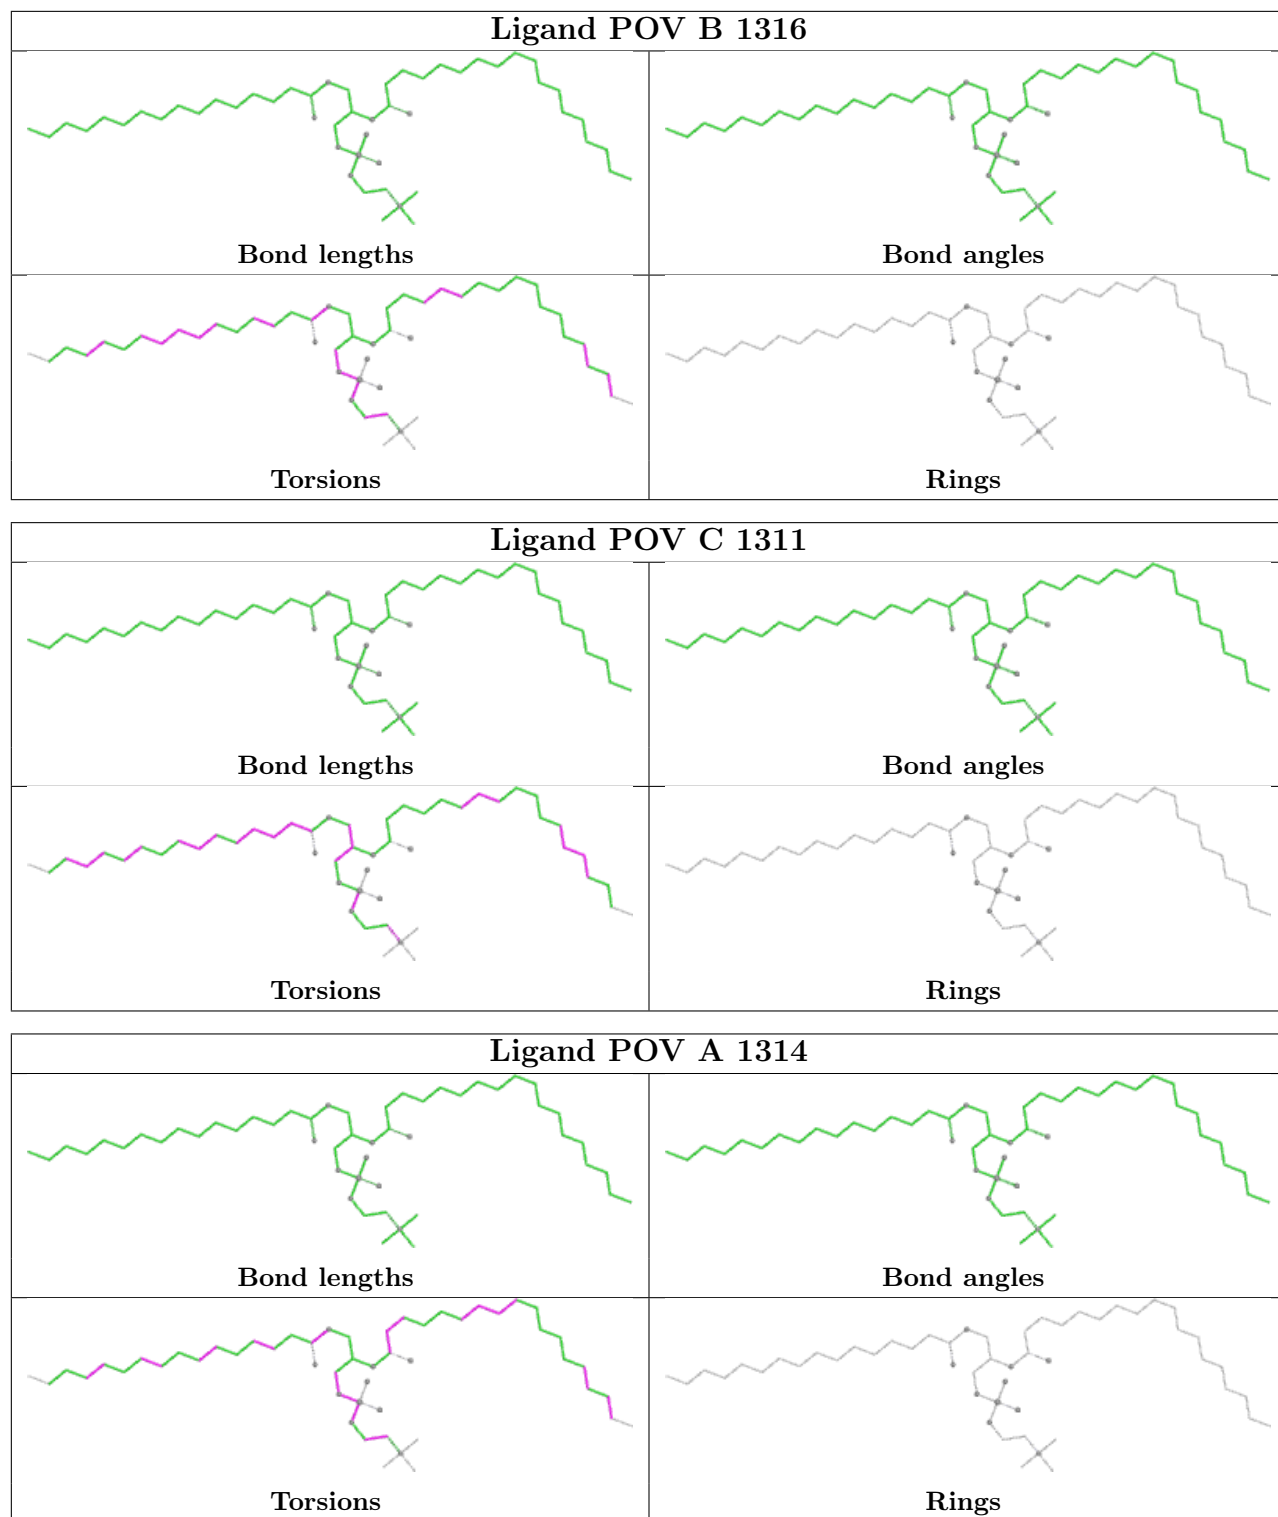 Ligand POV B 1316
Bond lengths
Bond angles
Torsions
Rings
Ligand POV C 1311
Bond lengths
Bond angles
Torsions
Rings
Ligand POV A 1314
Bond lengths
Bond angles
Torsions
Rings